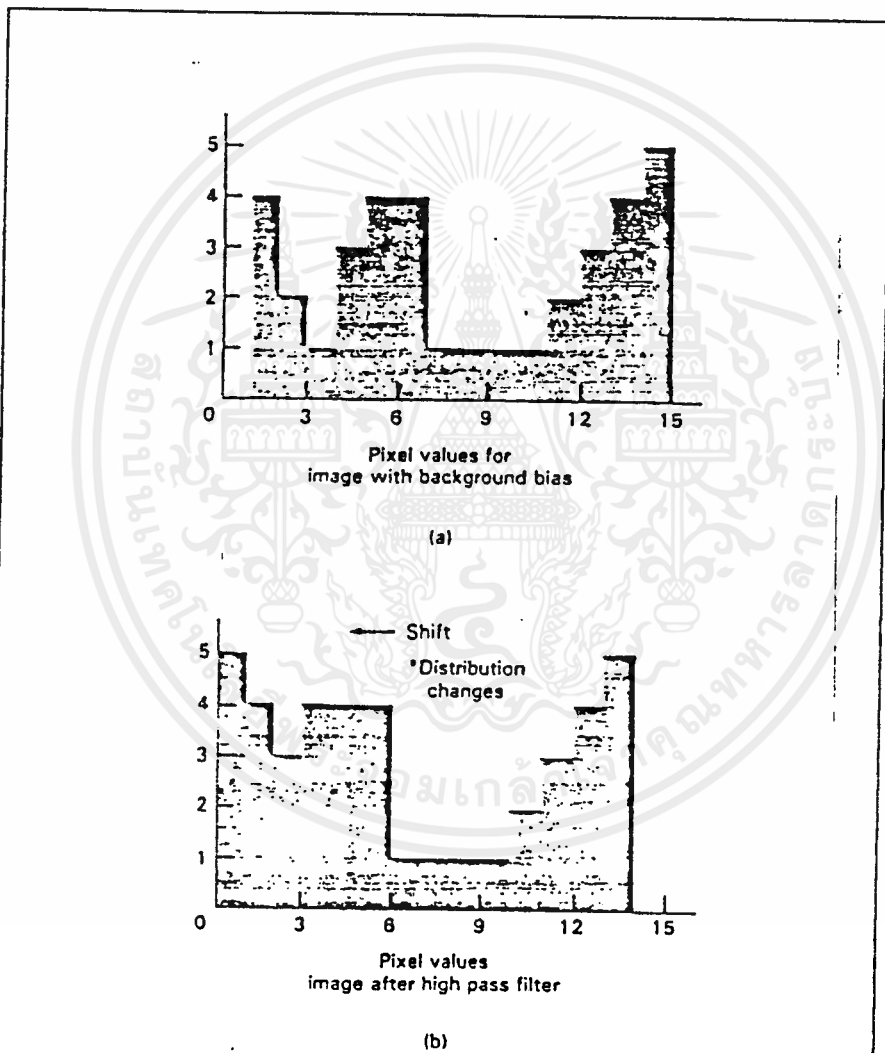 5
4
3
2
1
0 3 6 9 12 15
Pixel values for
image with background bias
(a)
Shift
*Distribution
changes
5
4
3
2
1
0 3 6 9 12 15
Pixel values
image after high pass filter
(b)